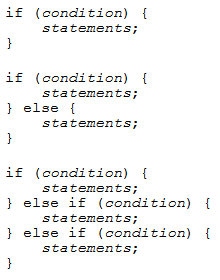 if (condition) {
    statements;
}

if (condition) {
    statements;
} else {
    statements;
}

if (condition) {
    statements;
} else if (condition) {
    statements;
} else if (condition) {
    statements;
}